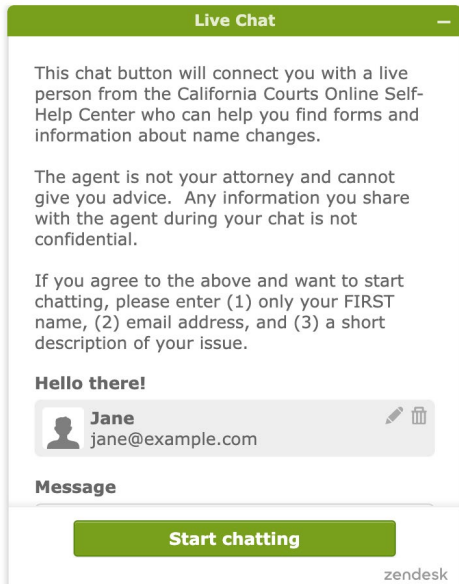 Live Chat
This chat button will connect you with a live
person from the California Courts Online Self-
Help Center who can help you find forms and
information about name changes.
The agent is not your attorney and cannot
give you advice.  Any information you share
with the agent during your chat is not
confidential.
If you agree to the above and want to start
chatting, please enter (1) only your FIRST
name, (2) email address, and (3) a short
description of your issue.
Hello there!
Jane
jane@example.com
Message
Start chatting
zendesk